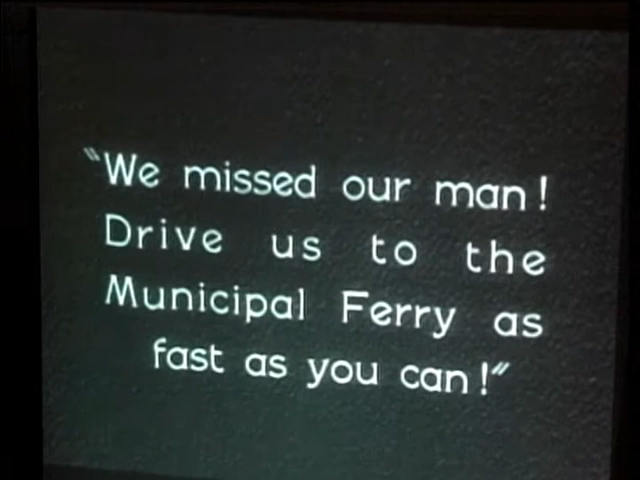 "We missed our man!
Drive us to the
Municipal Ferry as
fast as you can!"